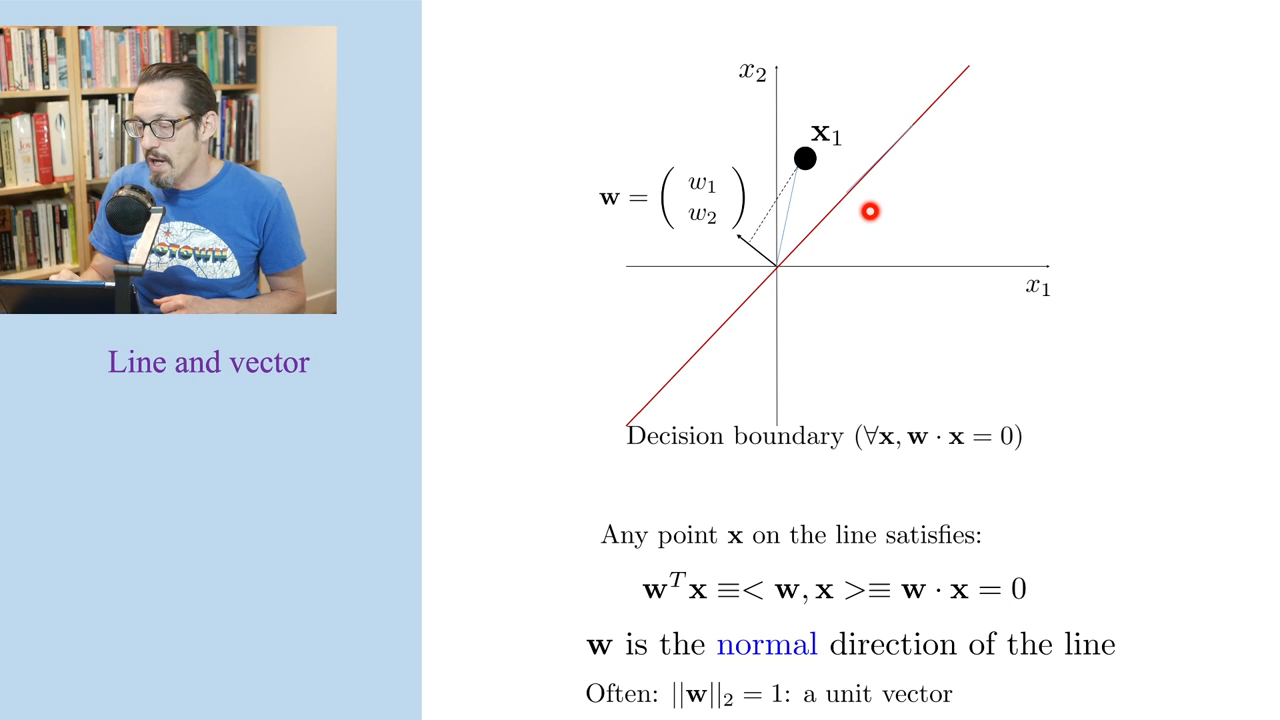 MOTOWN
Line and vector
x₂
x₁
w = ( w₁
w₂ )
x₁
Decision boundary (∀x, w · x = 0)
Any point x on the line satisfies:
wᵀx ≡< w, x >≡ w · x = 0
w is the normal direction of the line
Often: ||w||₂ = 1: a unit vector